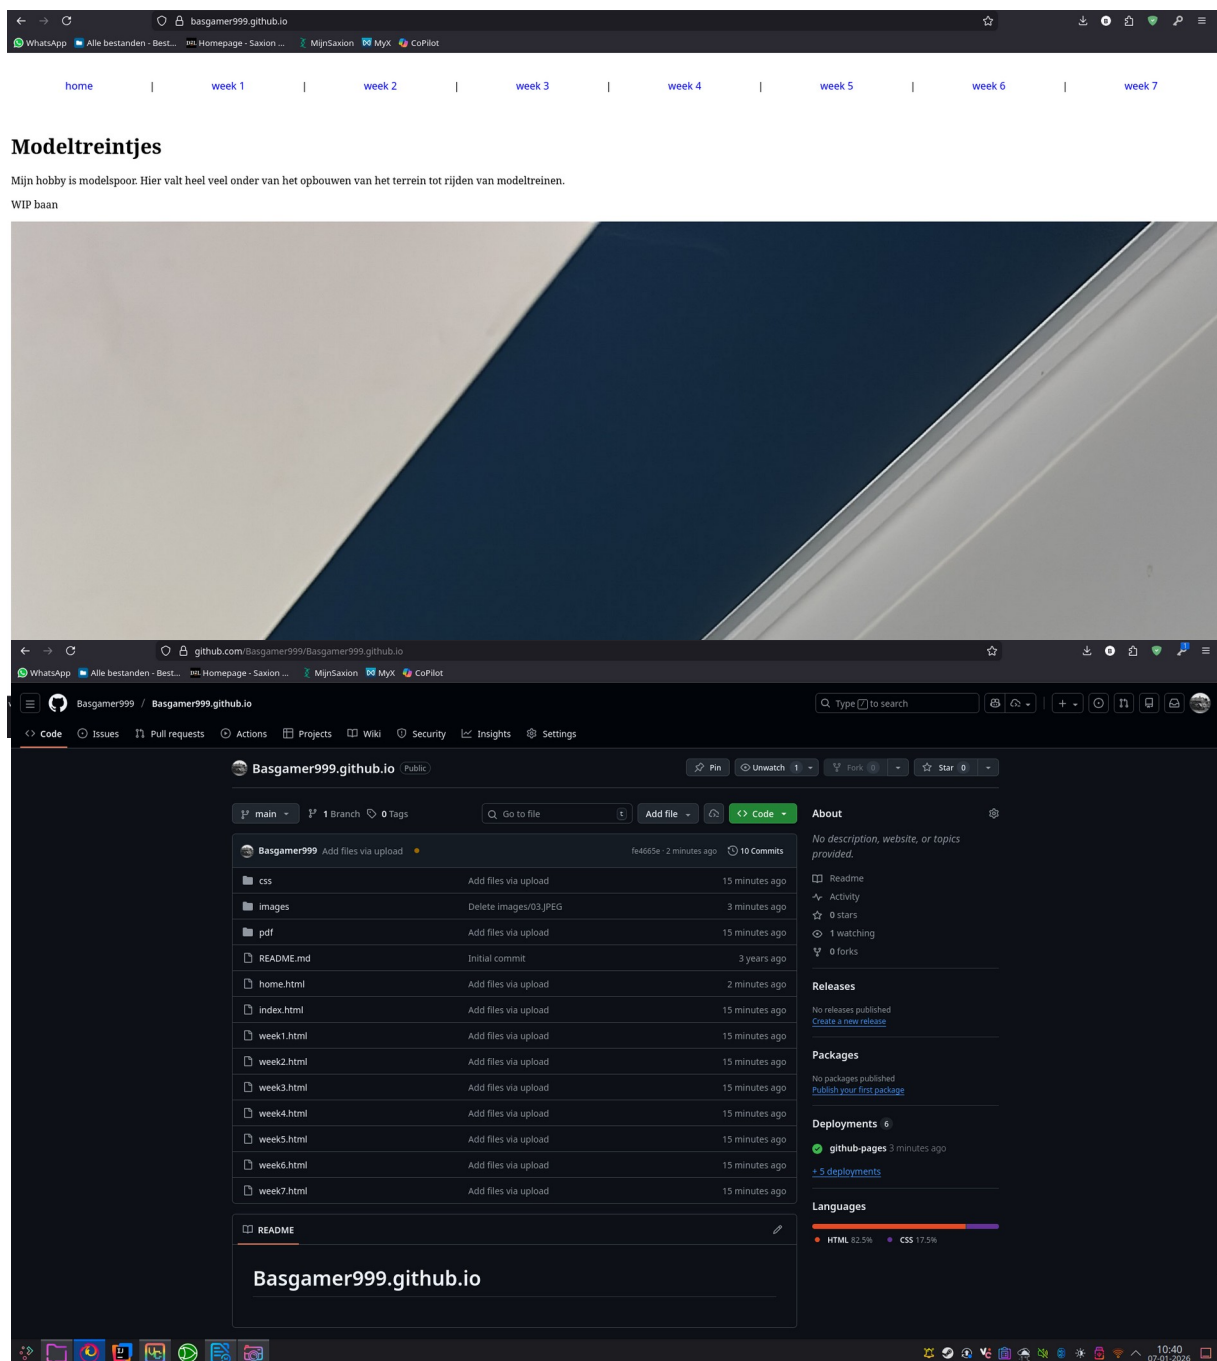 basgamer999.github.io
WhatsApp Alle bestanden - Best... Homepage - Saxion ... MijnSaxion MyX CoPilot
home | week 1 | week 2 | week 3 | week 4 | week 5 | week 6 | week 7
Modeltreintjes
Mijn hobby is modelspoor. Hier valt heel veel onder van het opbouwen van het terrein tot rijden van modeltreinen.
WIP baan
github.com/Basgamer999/Basgamer999.github.io
WhatsApp Alle bestanden - Best... Homepage - Saxion ... MijnSaxion MyX CoPilot
Basgamer999 / Basgamer999.github.io
Type / to search
Code Issues Pull requests Actions Projects Wiki Security Insights Settings
Basgamer999.github.io Public
Pin Unwatch 1 Fork 0 Star 0
main 1 Branch 0 Tags Go to file t Add file Code
Basgamer999 Add files via upload fe4665e · 2 minutes ago 10 Commits
css Add files via upload 15 minutes ago
images Delete images/03.JPEG 3 minutes ago
pdf Add files via upload 15 minutes ago
README.md Initial commit 3 years ago
home.html Add files via upload 2 minutes ago
index.html Add files via upload 15 minutes ago
week1.html Add files via upload 15 minutes ago
week2.html Add files via upload 15 minutes ago
week3.html Add files via upload 15 minutes ago
week4.html Add files via upload 15 minutes ago
week5.html Add files via upload 15 minutes ago
week6.html Add files via upload 15 minutes ago
week7.html Add files via upload 15 minutes ago
README
Basgamer999.github.io
About
No description, website, or topics
provided.
Readme
Activity
0 stars
1 watching
0 forks
Releases
No releases published
Create a new release
Packages
No packages published
Publish your first package
Deployments 6
github-pages 3 minutes ago
+ 5 deployments
Languages
HTML 82.5% CSS 17.5%
10:40
07-01-2026